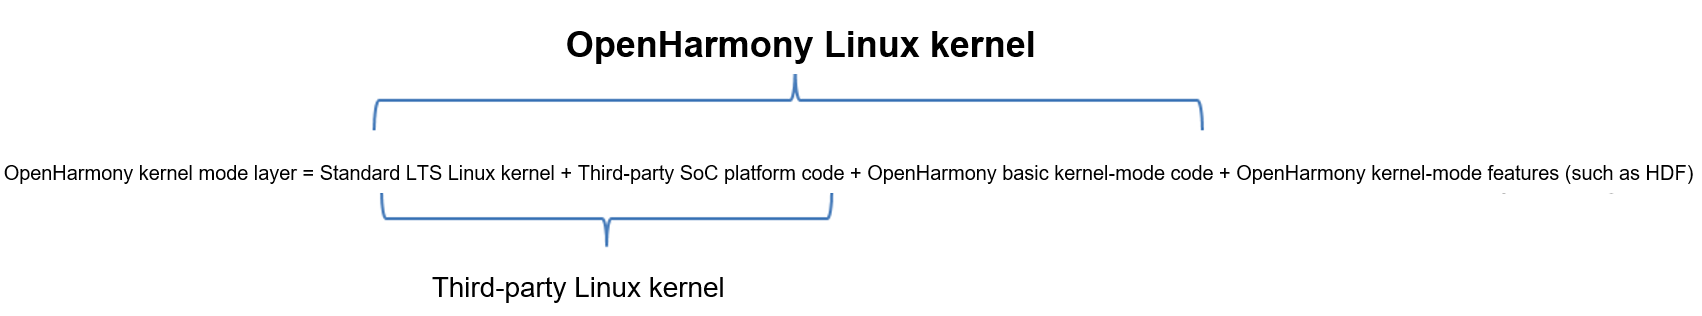 OpenHarmony Linux kernel
OpenHarmony kernel mode layer = Standard LTS Linux kernel + Third-party SoC platform code + OpenHarmony basic kernel-mode code + OpenHarmony kernel-mode features (such as HDF)
Third-party Linux kernel